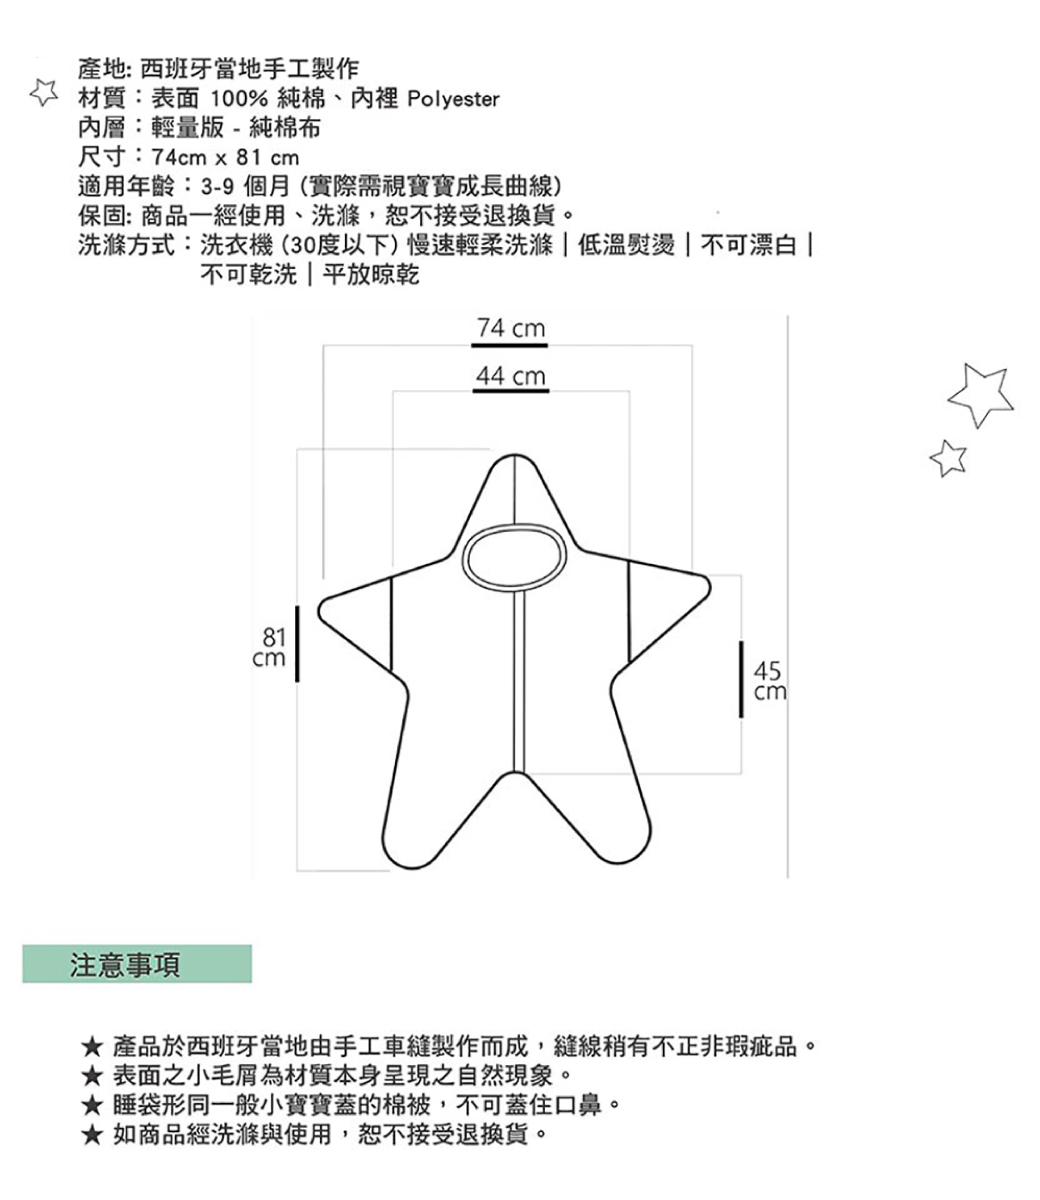 產地: 西班牙當地手工製作
材質：表面 100% 純棉、內裡 Polyester
內層：輕量版 - 純棉布
尺寸：74cm x 81 cm
適用年齡：3-9 個月 (實際需視寶寶成長曲線)
保固: 商品一經使用、洗滌，恕不接受退換貨。
洗滌方式：洗衣機 (30度以下) 慢速輕柔洗滌｜低溫熨燙｜不可漂白｜
不可乾洗｜平放晾乾
74 cm
44 cm
81
cm
45
cm
注意事項
★ 產品於西班牙當地由手工車縫製作而成，縫線稍有不正非瑕疵品。
★ 表面之小毛屑為材質本身呈現之自然現象。
★ 睡袋形同一般小寶寶蓋的棉被，不可蓋住口鼻。
★ 如商品經洗滌與使用，恕不接受退換貨。